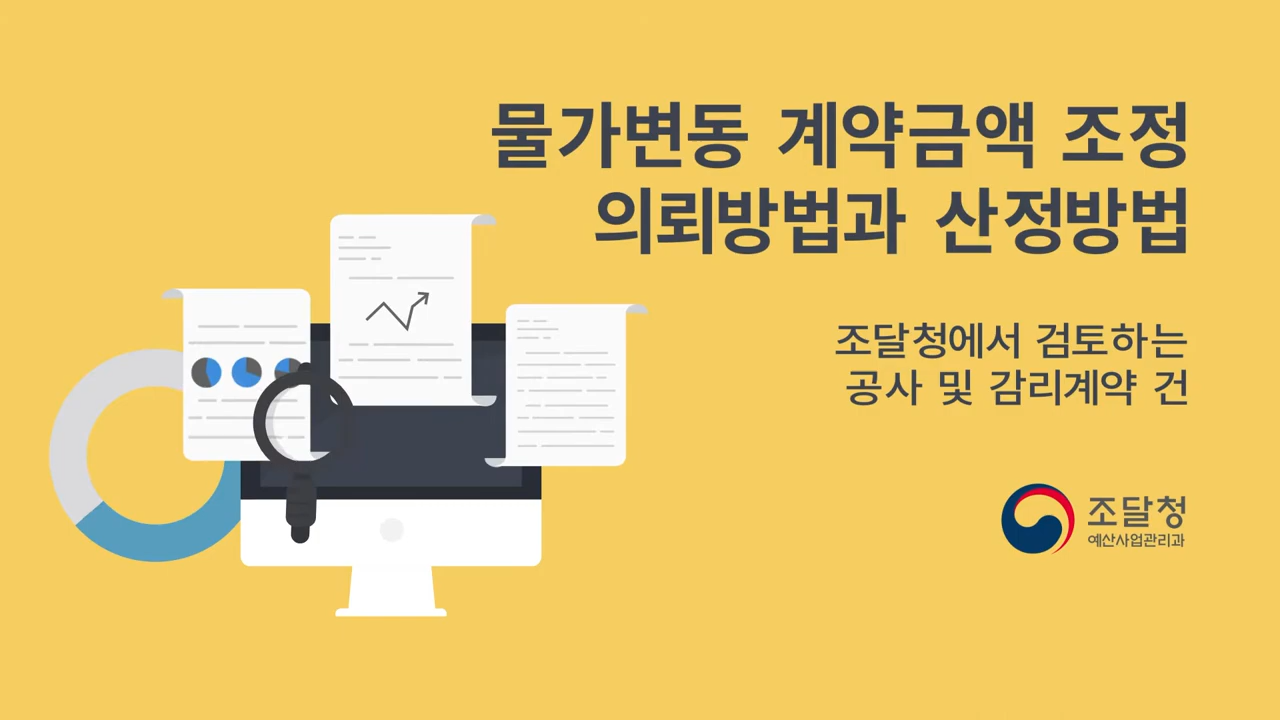 물가변동 계약금액 조정
의뢰방법과 산정방법
조달청에서 검토하는
공사 및 감리계약 건
조달청
예산사업관리과